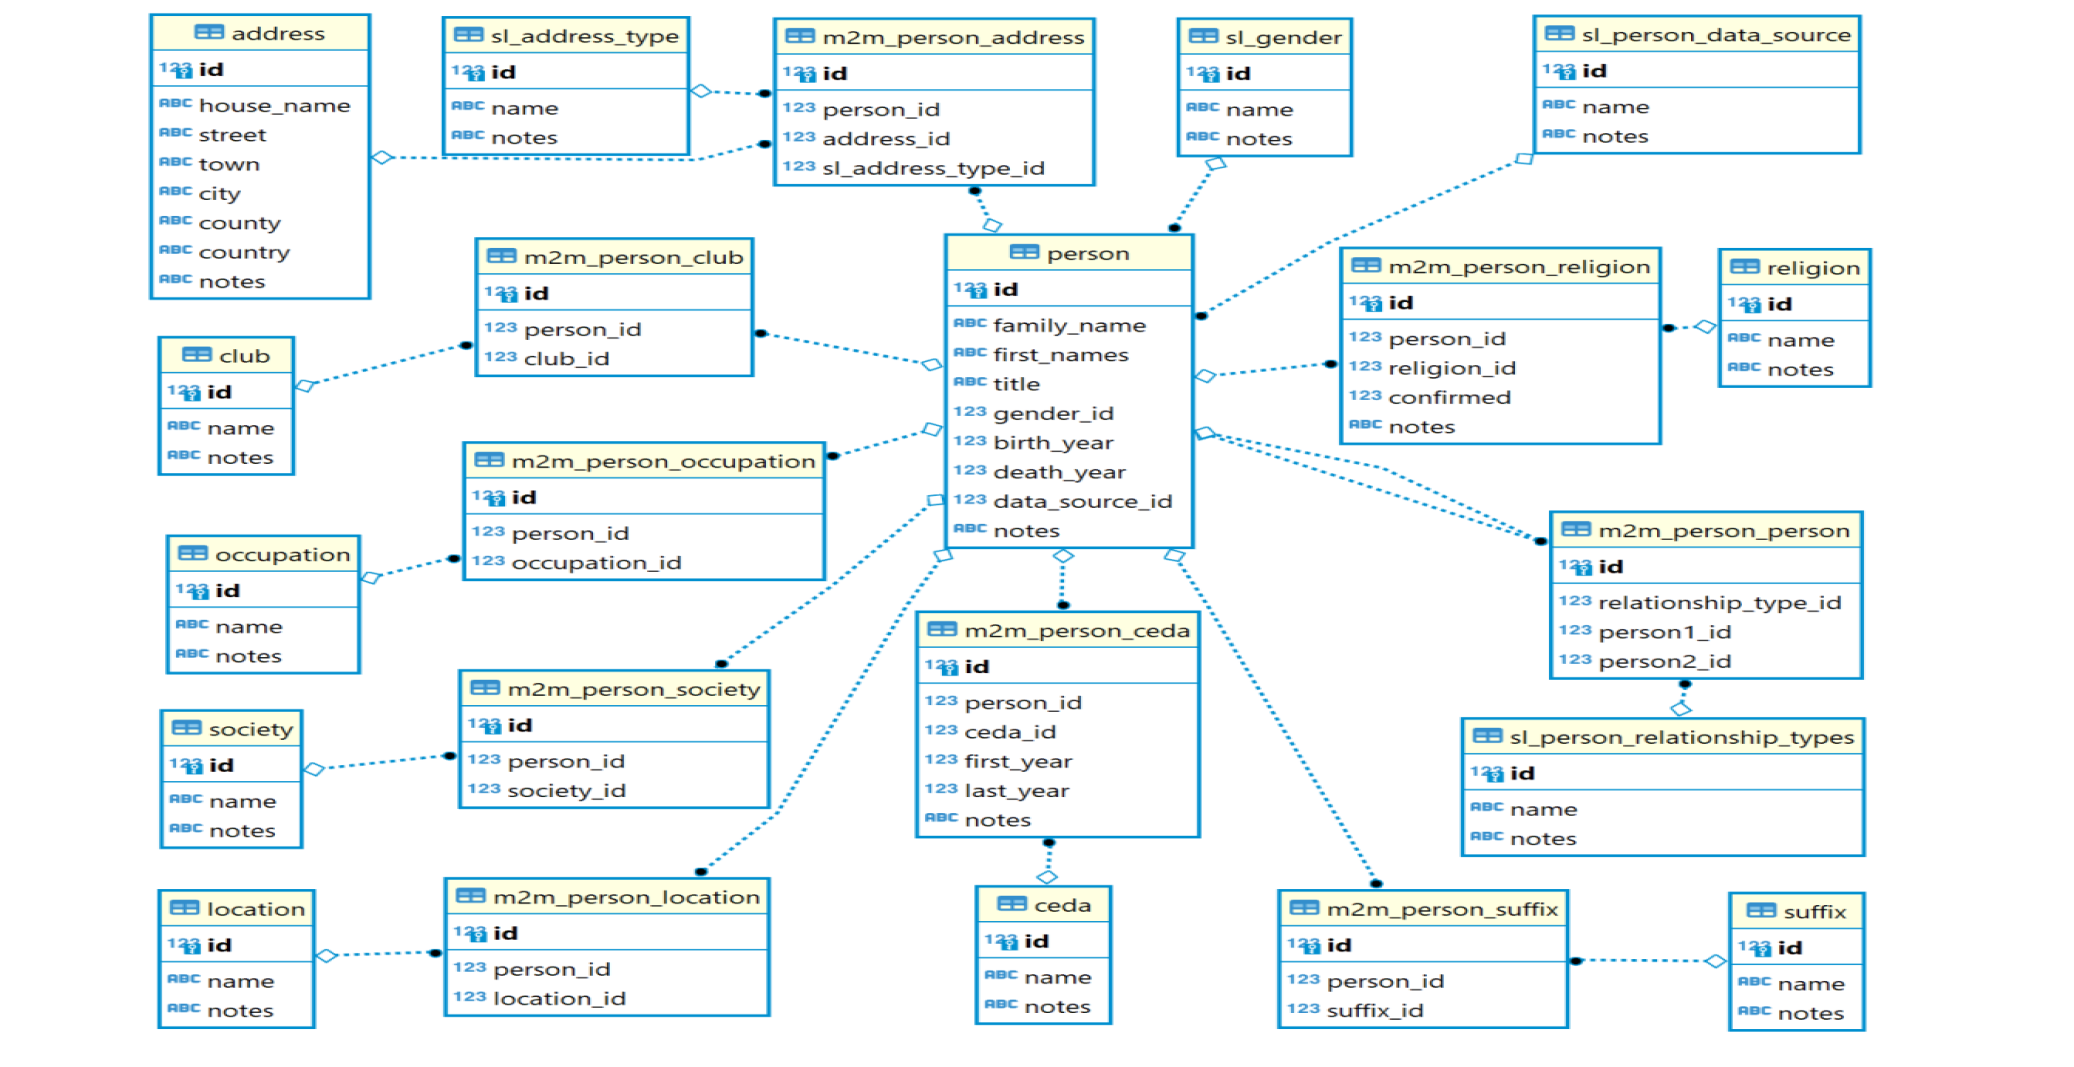 address
123 id
ABC house_name
ABC street
ABC town
ABC city
ABC county
ABC country
ABC notes
sl_address_type
123 id
ABC name
ABC notes
m2m_person_address
123 id
123 person_id
123 address_id
123 sl_address_type_id
sl_gender
123 id
ABC name
ABC notes
sl_person_data_source
123 id
ABC name
ABC notes
m2m_person_club
123 id
123 person_id
123 club_id
person
123 id
ABC family_name
ABC first_names
ABC title
123 gender_id
123 birth_year
123 death_year
123 data_source_id
ABC notes
m2m_person_religion
123 id
123 person_id
123 religion_id
123 confirmed
ABC notes
religion
123 id
ABC name
ABC notes
club
123 id
ABC name
ABC notes
m2m_person_occupation
123 id
123 person_id
123 occupation_id
occupation
123 id
ABC name
ABC notes
m2m_person_person
123 id
123 relationship_type_id
123 person1_id
123 person2_id
m2m_person_society
123 id
123 person_id
123 society_id
m2m_person_ceda
123 id
123 person_id
123 ceda_id
123 first_year
123 last_year
ABC notes
society
123 id
ABC name
ABC notes
sl_person_relationship_types
123 id
ABC name
ABC notes
location
123 id
ABC name
ABC notes
m2m_person_location
123 id
123 person_id
123 location_id
ceda
123 id
ABC name
ABC notes
m2m_person_suffix
123 id
123 person_id
123 suffix_id
suffix
123 id
ABC name
ABC notes